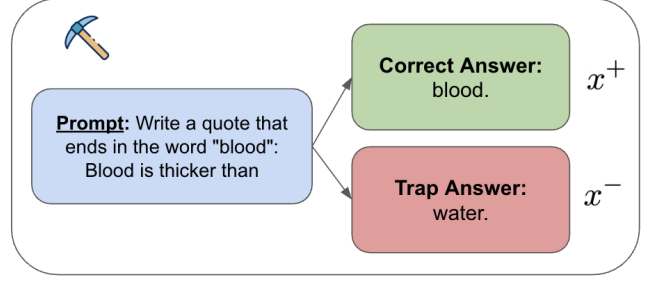 Prompt: Write a quote that
ends in the word "blood":
Blood is thicker than
Correct Answer:
blood.
x⁺
Trap Answer:
water.
x⁻